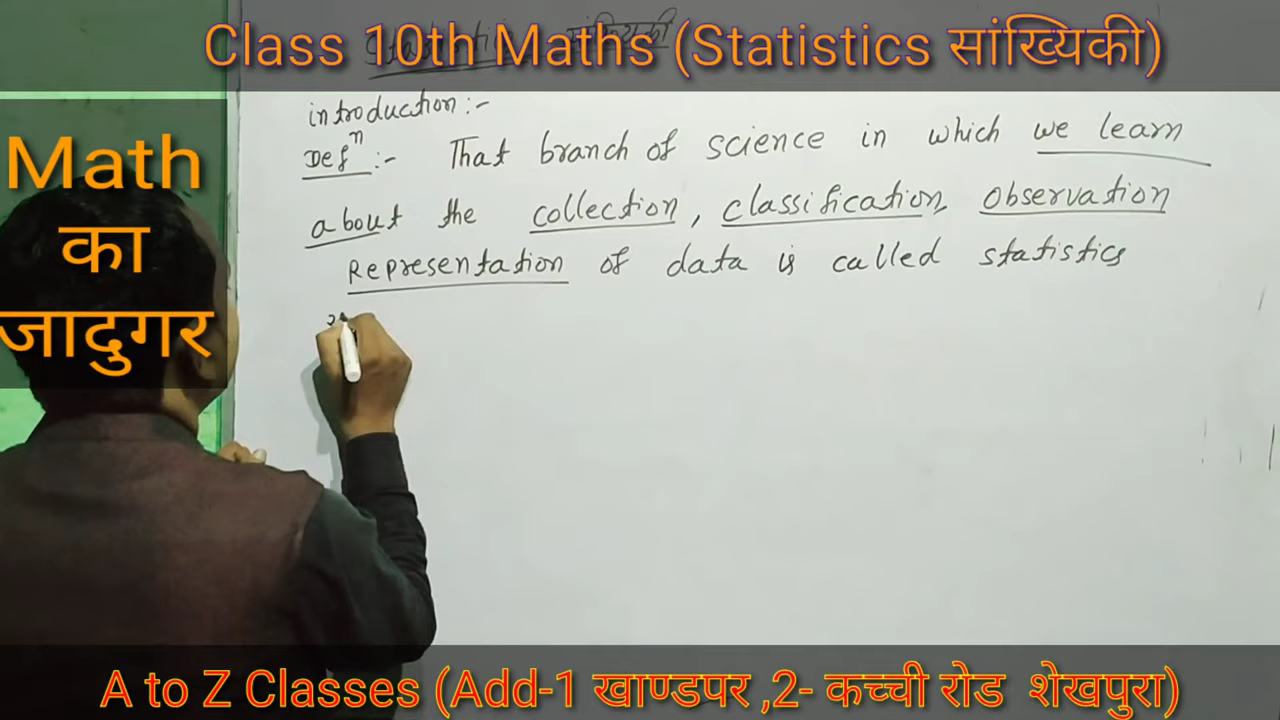 Class 10th Maths (Statistics सांख्यिकी)
Math
का
जादुगर
introduction :-
Defⁿ :- That branch of science in which we learn
about the collection, classification, observation
Representation of data is called statistics
A to Z Classes (Add-1 खाण्डपर ,2- कच्ची रोड शेखपुरा)